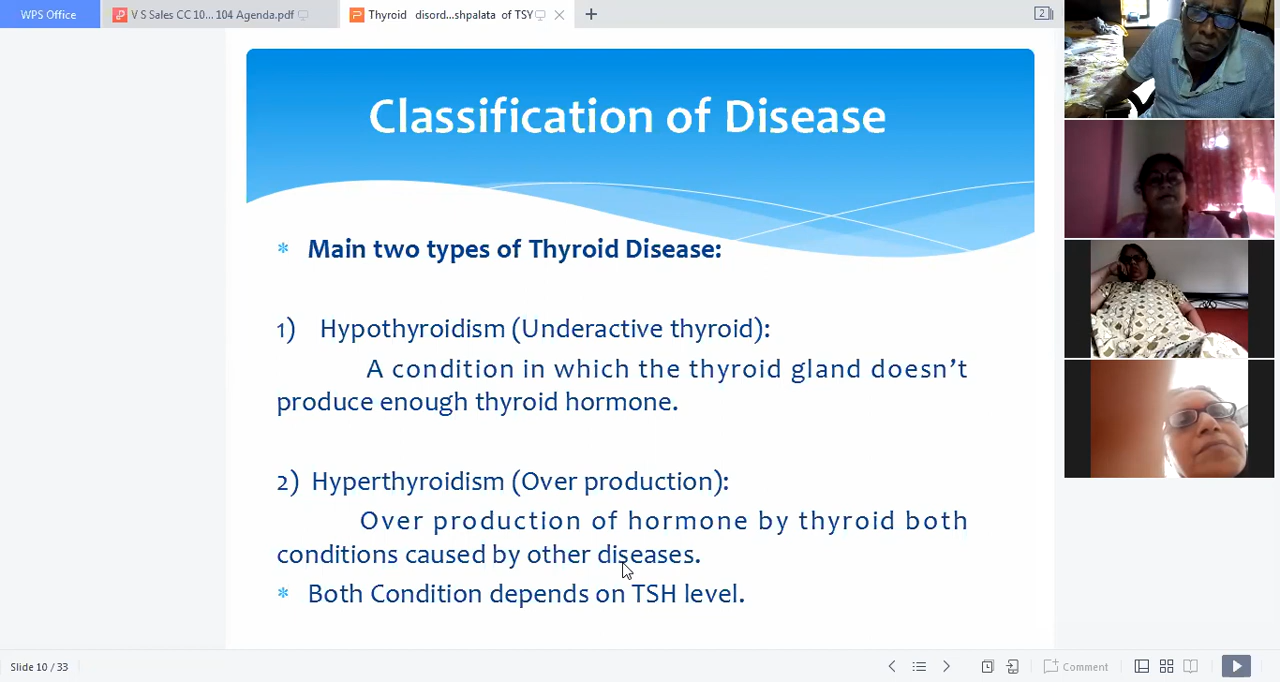 WPS Office
V S Sales CC 10... 104 Agenda.pdf
Thyroid disord...shpalata of TSY
2
Classification of Disease
* Main two types of Thyroid Disease:
1) Hypothyroidism (Underactive thyroid):
A condition in which the thyroid gland doesn't
produce enough thyroid hormone.
2) Hyperthyroidism (Over production):
Over production of hormone by thyroid both
conditions caused by other diseases.
* Both Condition depends on TSH level.
Slide 10 / 33
Comment